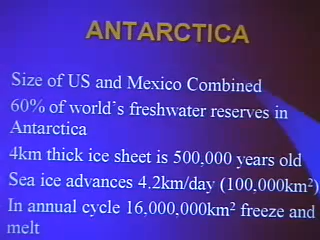 ANTARCTICA
Size of US and Mexico Combined
60% of world's freshwater reserves in
Antarctica
4km thick ice sheet is 500,000 years old
Sea ice advances 4.2km/day (100,000km²)
In annual cycle 16,000,000km² freeze and
melt